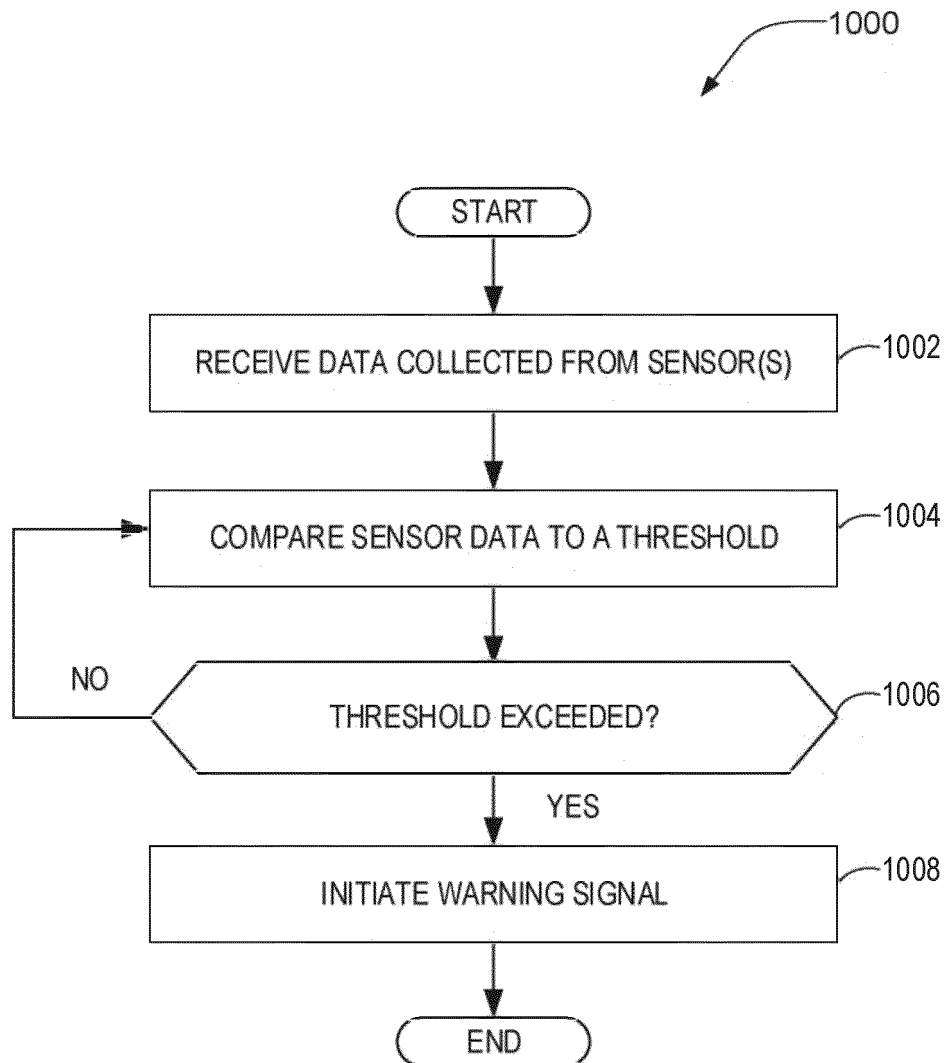 1000
START
RECEIVE DATA COLLECTED FROM SENSOR(S)
1002
COMPARE SENSOR DATA TO A THRESHOLD
1004
NO
THRESHOLD EXCEEDED?
1006
YES
INITIATE WARNING SIGNAL
1008
END